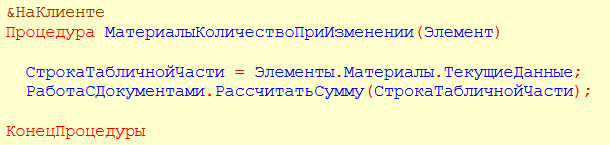 &НаКлиенте
Процедура МатериалыКоличествоПриИзменении(Элемент)
СтрокаТабличнойЧасти = Элементы.Материалы.ТекущиеДанные;
РаботаСДокументами.РассчитатьСумму(СтрокаТабличнойЧасти);
КонецПроцедуры